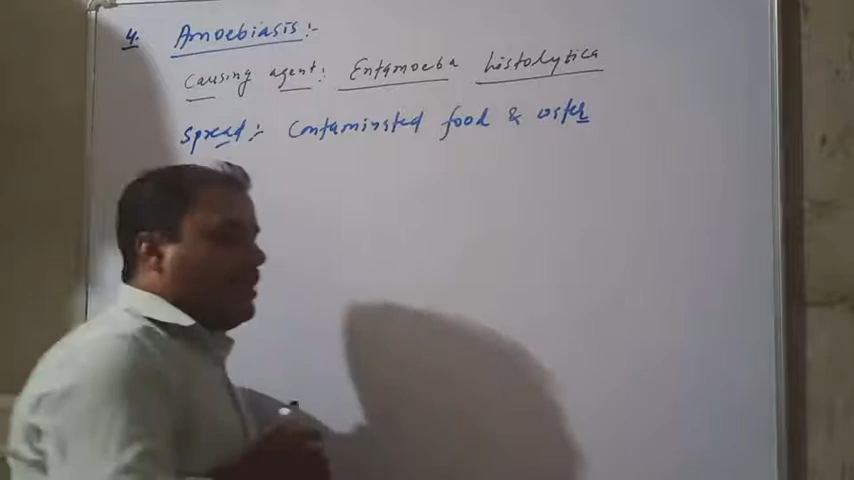 4. Amoebiasis :-
Causing agent : Entamoeba histolytica
Spread :- Contaminated food & water